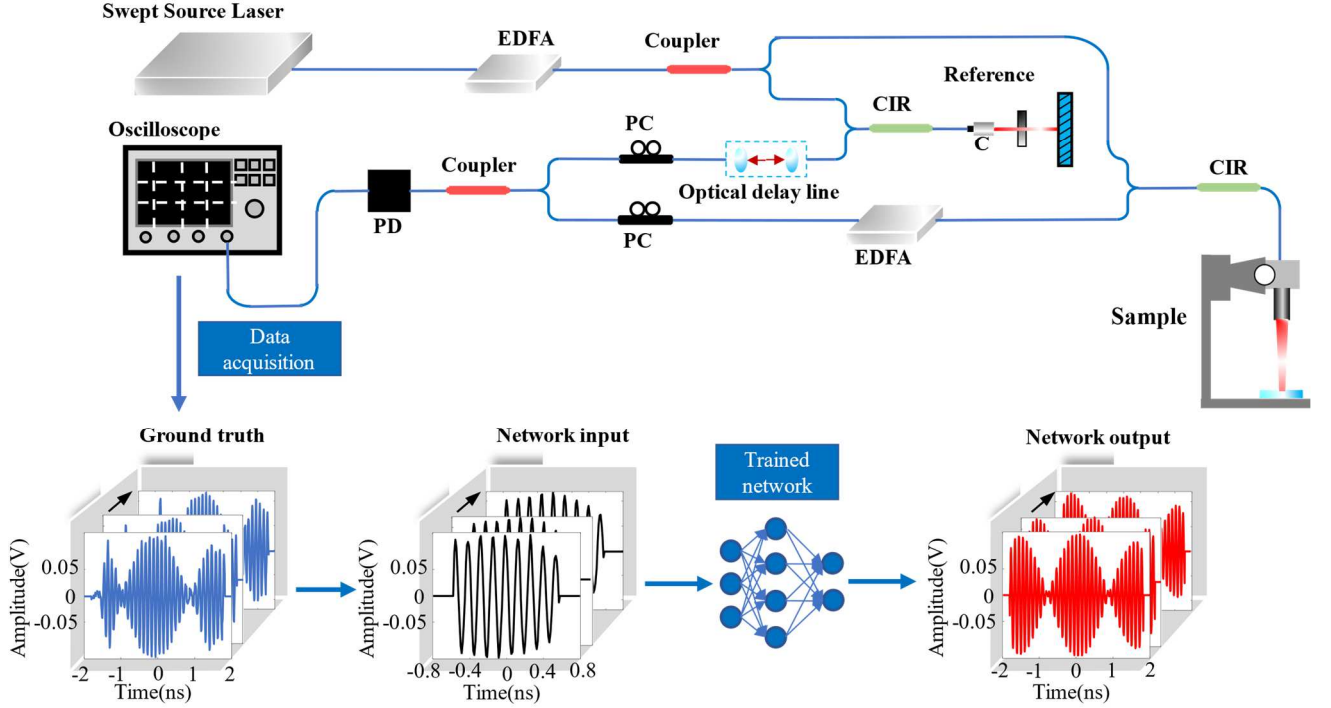 Swept Source Laser
EDFA
Coupler
Reference
CIR
C
Oscilloscope
PC
Coupler
Optical delay line
PD
PC
EDFA
CIR
Sample
Data
acquisition
Ground truth
Network input
Trained
network
Network output
Amplitude(V)
0.05
0
-0.05
-2 -1 0 1 2
Time(ns)
Amplitude(V)
0.05
0
-0.05
-0.8 -0.4 0 0.4 0.8
Time(ns)
Amplitude(V)
0.05
0
-0.05
-2 -1 0 1 2
Time(ns)